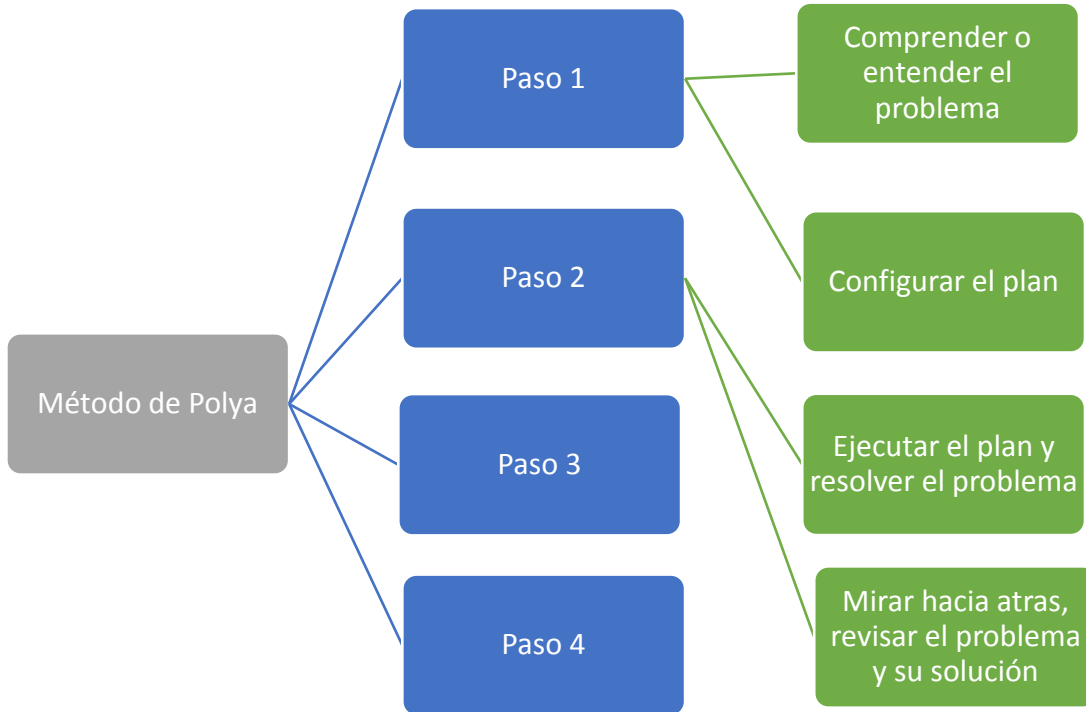 Método de Polya
Paso 1
Comprender o
entender el
problema
Configurar el plan
Paso 2
Ejecutar el plan y
resolver el problema
Mirar hacia atras,
revisar el problema
y su solución
Paso 3
Paso 4